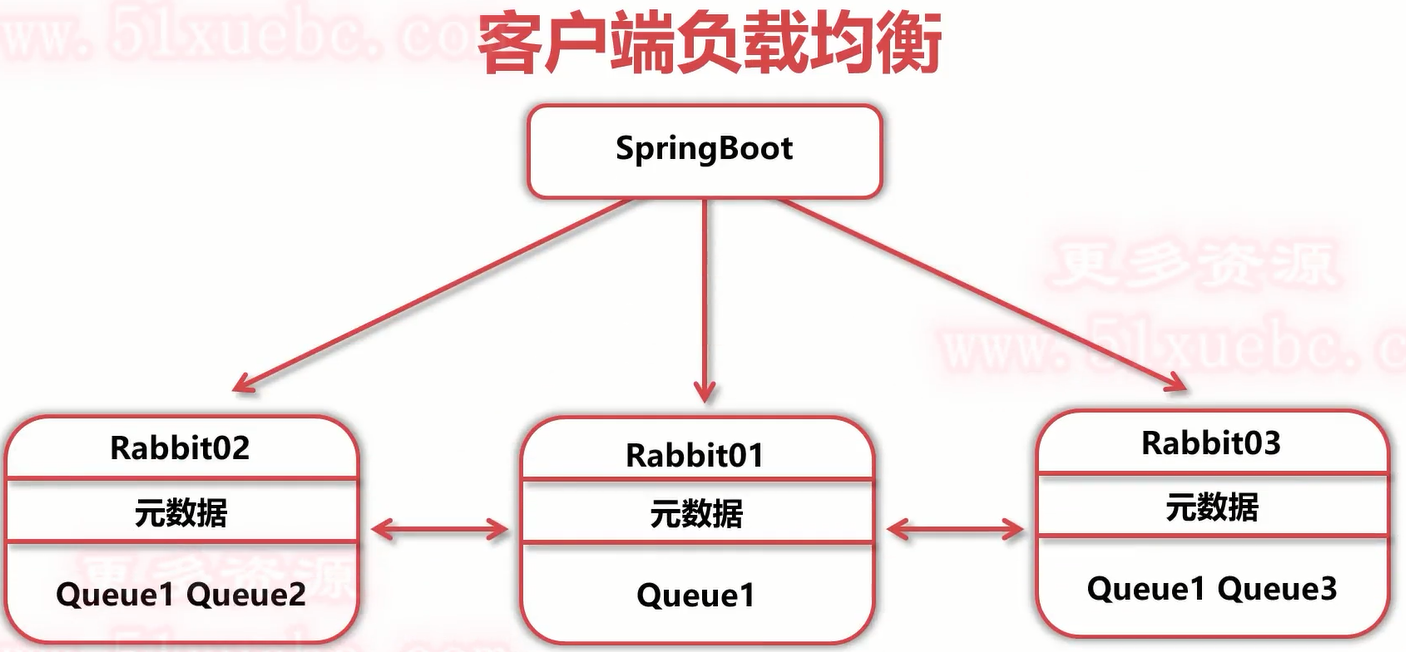 www.51xuebc.co
客户端负载均衡
SpringBoot
更多资源
www.51xuebc.c
Rabbit02
Rabbit01
Rabbit03
元数据
元数据
元数据
更多资源
Queue1 Queue2
Queue1
Queue1 Queue3